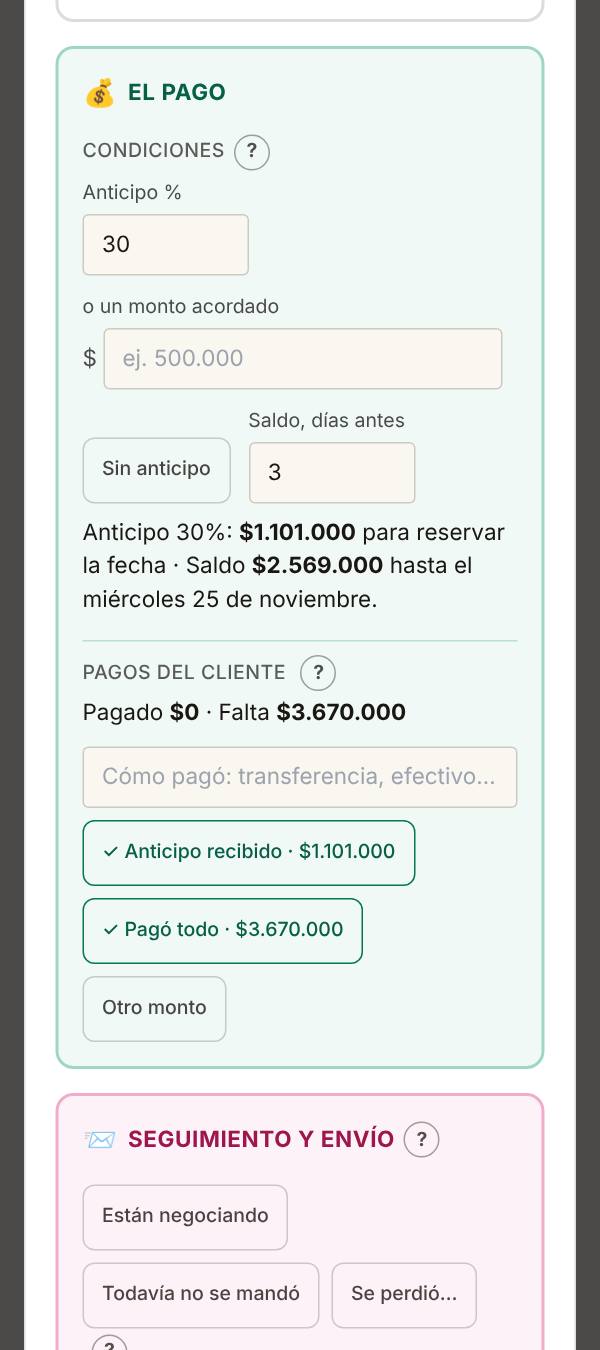 💰 EL PAGO
CONDICIONES ?
Anticipo %
30
o un monto acordado
$ ej. 500.000
Saldo, días antes
Sin anticipo 3
Anticipo 30%: $1.101.000 para reservar
la fecha · Saldo $2.569.000 hasta el
miércoles 25 de noviembre.
PAGOS DEL CLIENTE ?
Pagado $0 · Falta $3.670.000
Cómo pagó: transferencia, efectivo...
✓ Anticipo recibido · $1.101.000
✓ Pagó todo · $3.670.000
Otro monto
📨 SEGUIMIENTO Y ENVÍO ?
Están negociando
Todavía no se mandó Se perdió...
?